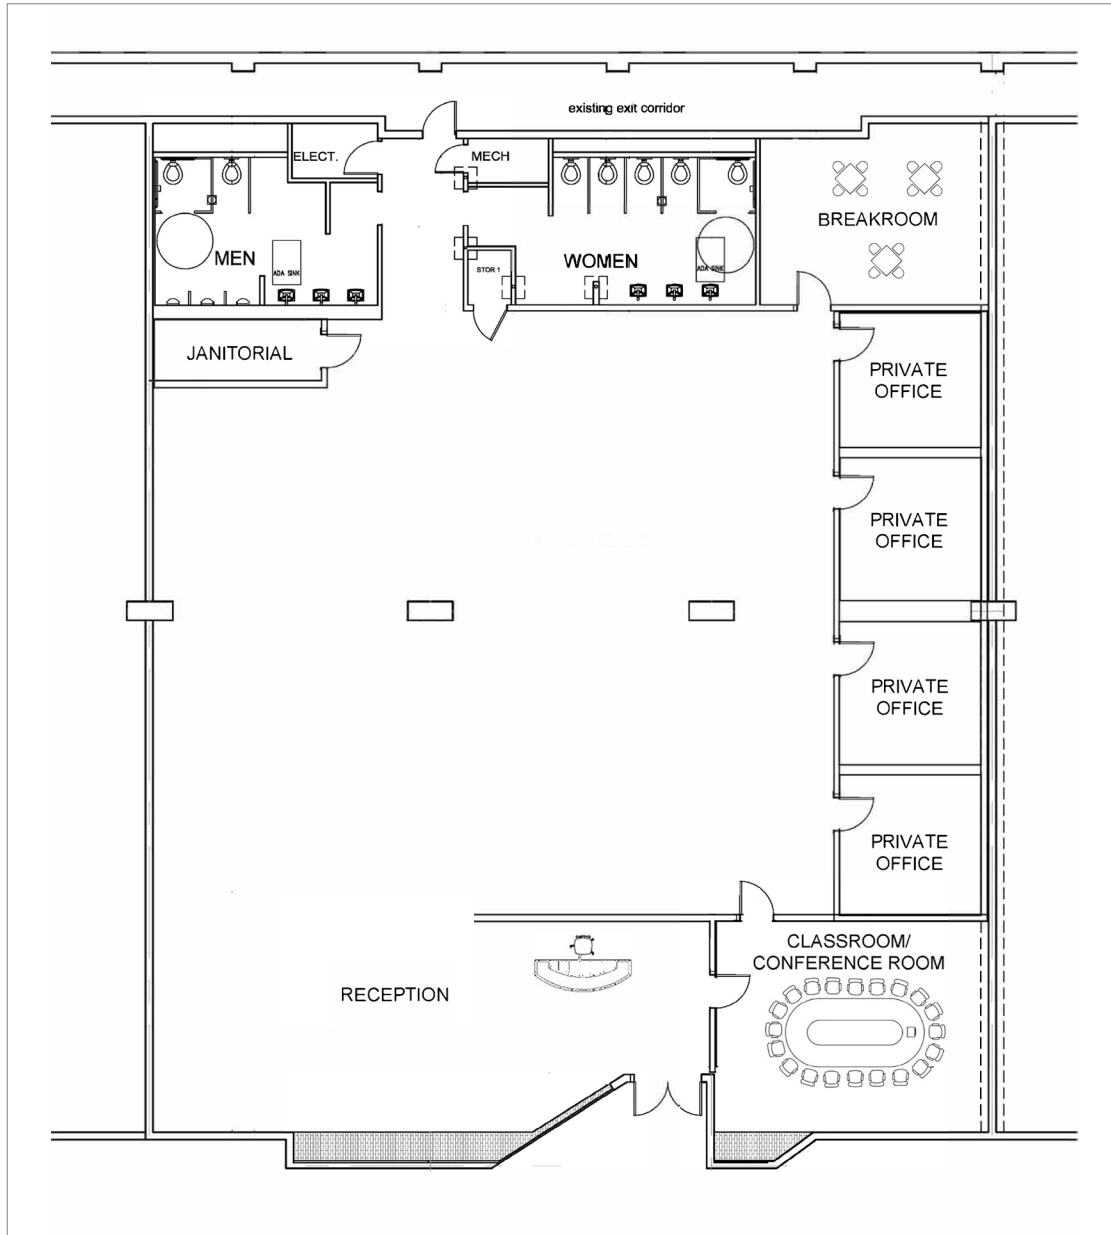 existing exit corridor
ELECT.
MECH
BREAKROOM
MEN
ADA SINK
STOR 1
WOMEN
ADA SINK
JANITORIAL
PRIVATE
OFFICE
PRIVATE
OFFICE
PRIVATE
OFFICE
PRIVATE
OFFICE
CLASSROOM/
CONFERENCE ROOM
RECEPTION